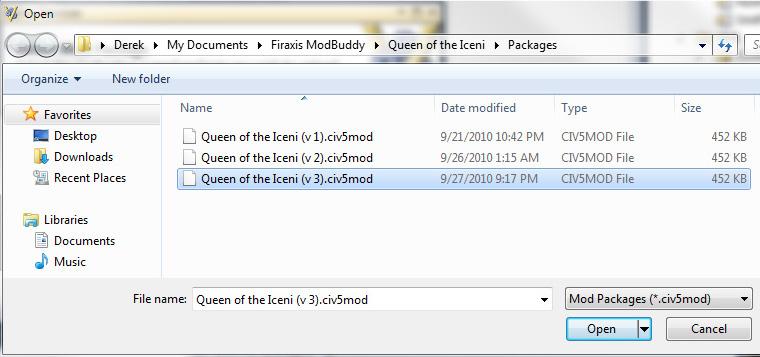 Open
Derek My Documents Firaxis ModBuddy Queen of the Iceni Packages
Organize New folder
Favorites
Desktop
Downloads
Recent Places
Libraries
Documents
Music
Name Date modified Type Size
Queen of the Iceni (v 1).civ5mod 9/21/2010 10:42 PM CIV5MOD File 452 KB
Queen of the Iceni (v 2).civ5mod 9/26/2010 1:15 AM CIV5MOD File 452 KB
Queen of the Iceni (v 3).civ5mod 9/27/2010 9:17 PM CIV5MOD File 452 KB
File name: Queen of the Iceni (v 3).civ5mod Mod Packages (*.civ5mod)
Open Cancel